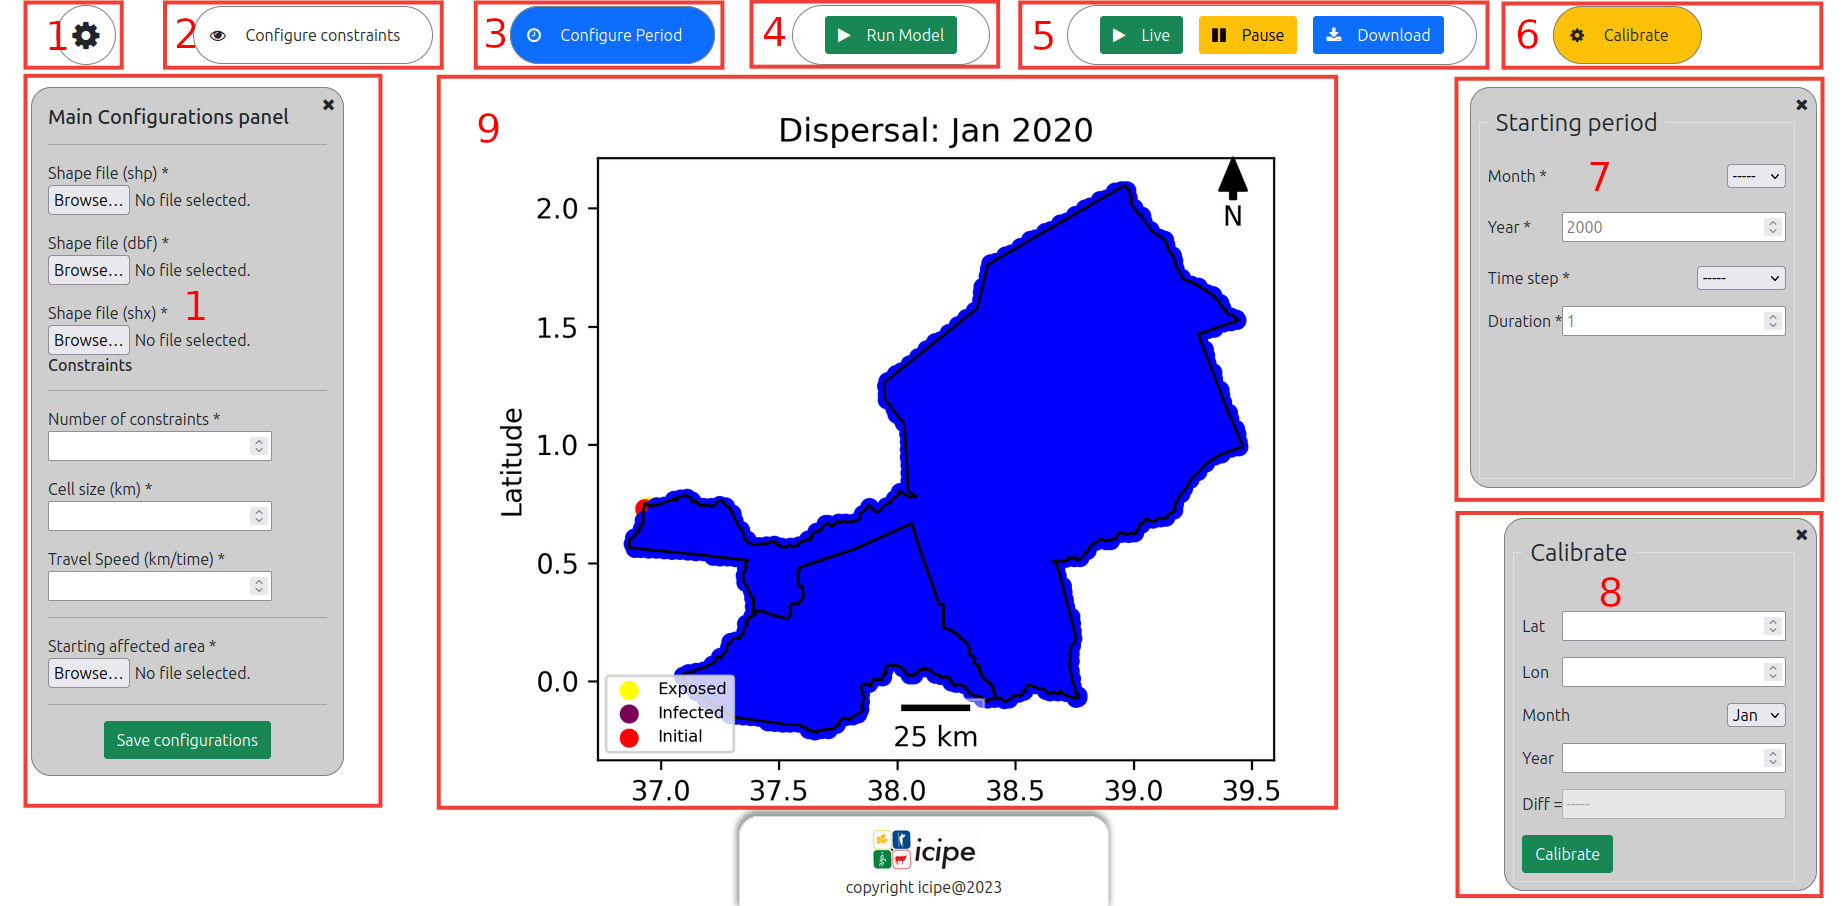 1
2 Configure constraints
3 Configure Period
4 Run Model
5 Live Pause Download
6 Calibrate
Main Configurations panel
Shape file (shp) *
Browse... No file selected.
Shape file (dbf) *
Browse... No file selected.
Shape file (shx) * 1
Browse... No file selected.
Constraints
Number of constraints *
Cell size (km) *
Travel Speed (km/time) *
Starting affected area *
Browse... No file selected.
Save configurations
9
Dispersal: Jan 2020
N
Latitude
2.0
1.5
1.0
0.5
0.0
Exposed
Infected
Initial
25 km
37.0 37.5 38.0 38.5 39.0 39.5
Starting period
7
Month * -----
Year * 2000
Time step * -----
Duration * 1
Calibrate
8
Lat
Lon
Month Jan
Year
Diff = -----
Calibrate
icipe
copyright icipe@2023